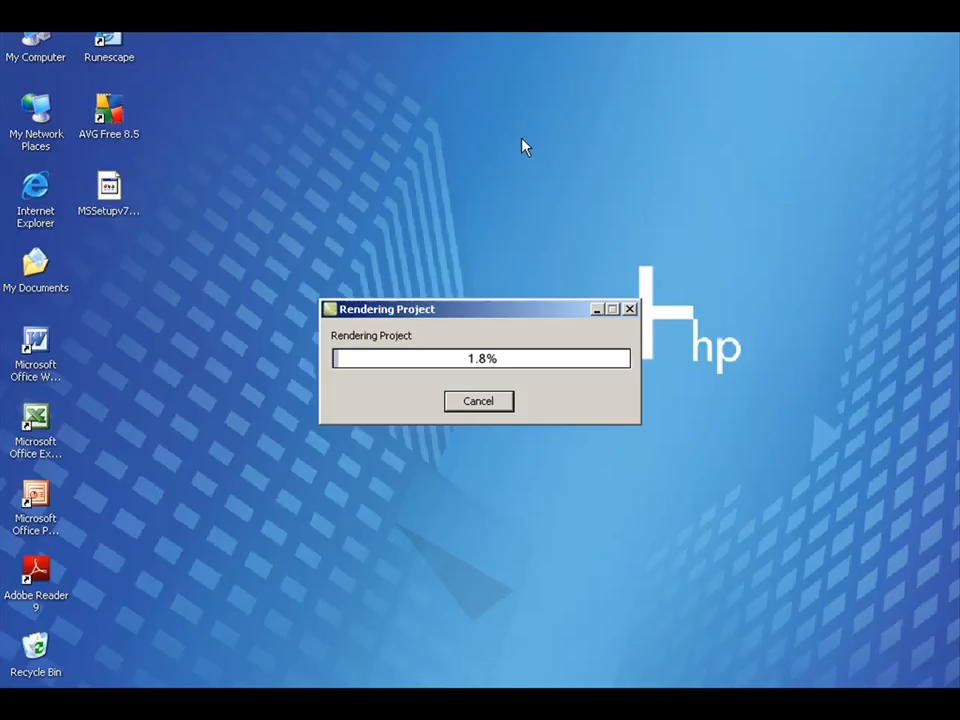 My Computer
Runescape
My Network
Places
AVG Free 8.5
Internet
Explorer
MSSetupv7...
My Documents
Microsoft
Office W...
Microsoft
Office Ex...
Microsoft
Office P...
Adobe Reader
9
Recycle Bin
Rendering Project
Rendering Project
1.8%
Cancel
hp